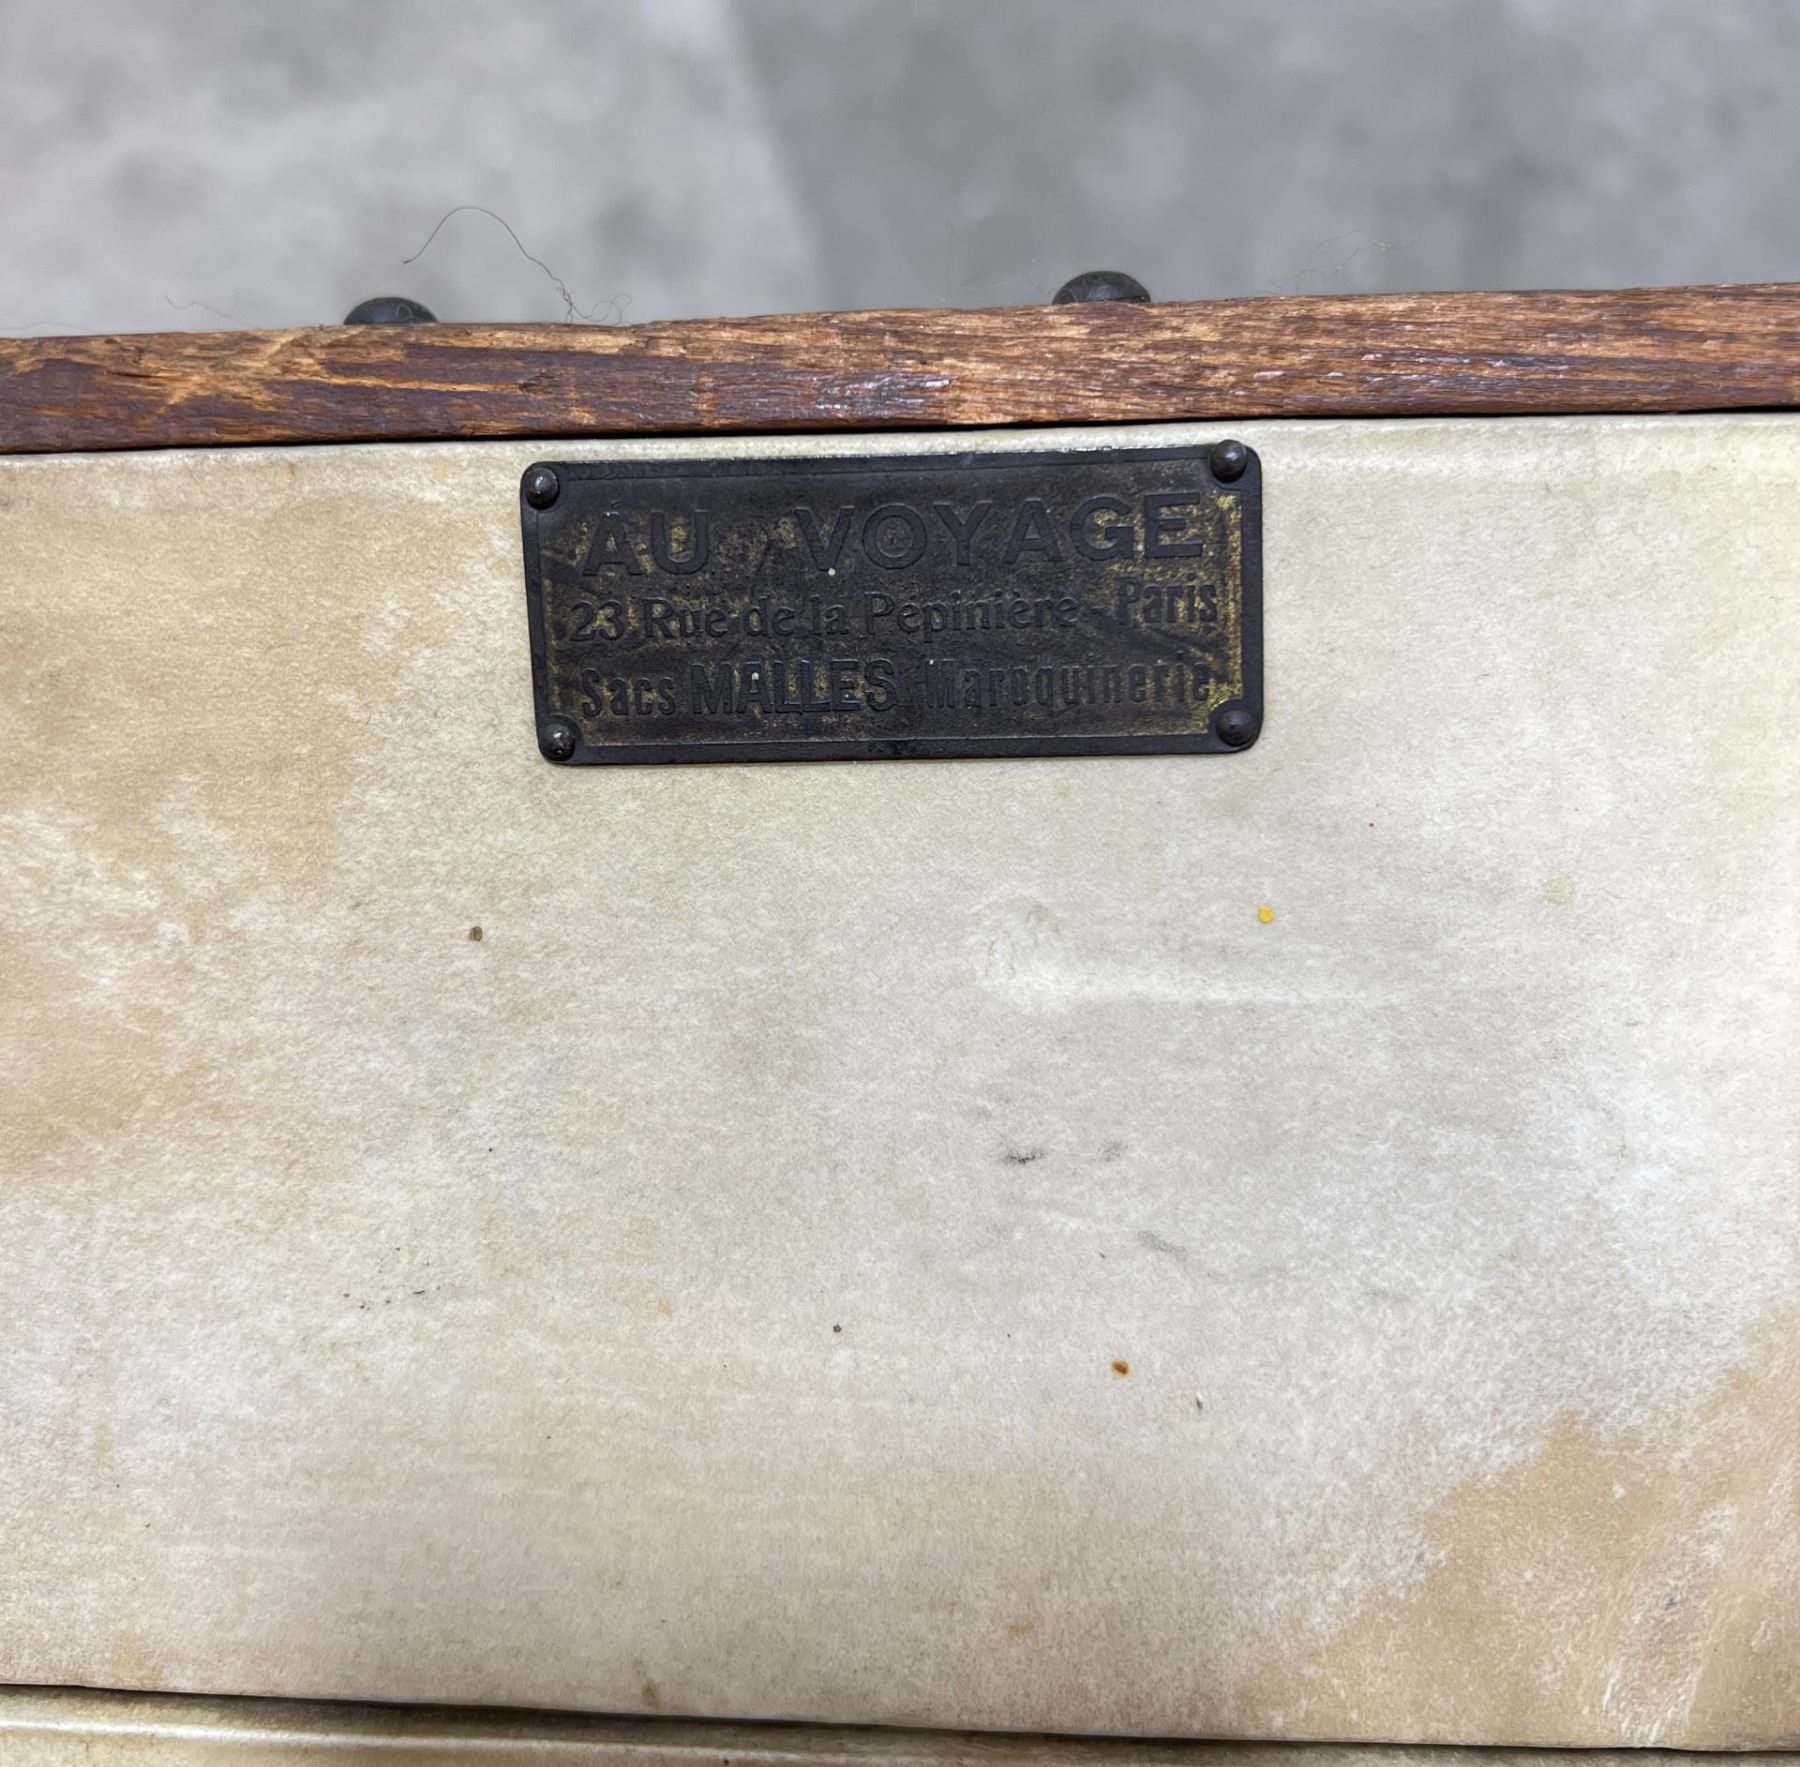 AU VOYAGE
23 Rue de la Pépinière - Paris
Sacs MALLES Maroquinerie